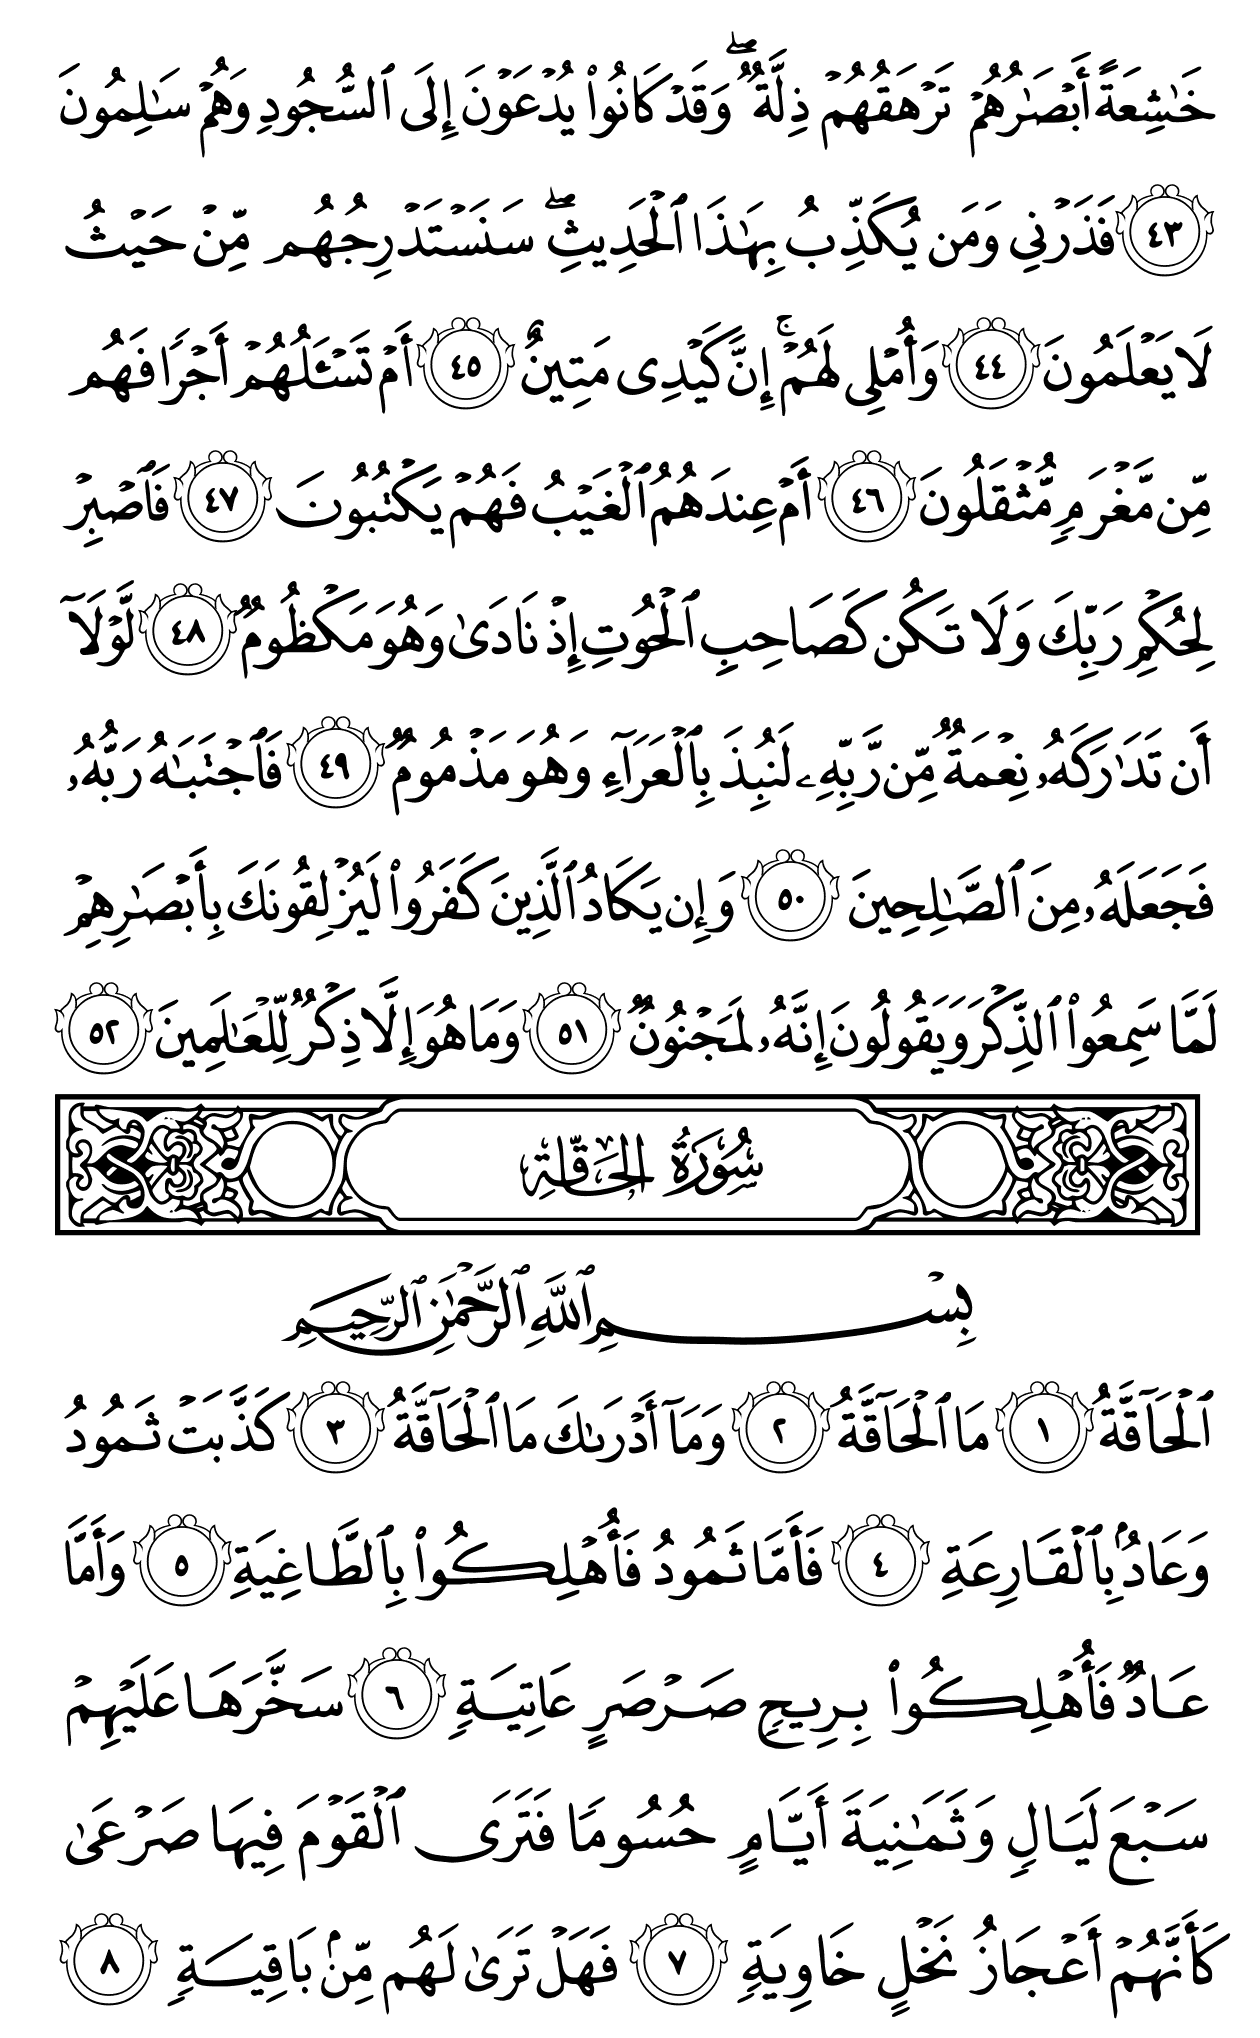 خَٰشِعَةً أَبْصَٰرُهُمْ تَرْهَقُهُمْ ذِلَّةٌ ۖ وَقَدْ كَانُوا۟ يُدْعَوْنَ إِلَى ٱلسُّجُودِ وَهُمْ سَٰلِمُونَ
٤٣ فَذَرْنِى وَمَن يُكَذِّبُ بِهَٰذَا ٱلْحَدِيثِ ۖ سَنَسْتَدْرِجُهُم مِّنْ حَيْثُ
لَا يَعْلَمُونَ ٤٤ وَأُمْلِى لَهُمْ ۚ إِنَّ كَيْدِى مَتِينٌ ٤٥ أَمْ تَسْـَٔلُهُمْ أَجْرًا فَهُم
مِّن مَّغْرَمٍ مُّثْقَلُونَ ٤٦ أَمْ عِندَهُمُ ٱلْغَيْبُ فَهُمْ يَكْتُبُونَ ٤٧ فَٱصْبِرْ
لِحُكْمِ رَبِّكَ وَلَا تَكُن كَصَاحِبِ ٱلْحُوتِ إِذْ نَادَىٰ وَهُوَ مَكْظُومٌ ٤٨ لَّوْلَآ
أَن تَدَٰرَكَهُۥ نِعْمَةٌ مِّن رَّبِّهِۦ لَنُبِذَ بِٱلْعَرَآءِ وَهُوَ مَذْمُومٌ ٤٩ فَٱجْتَبَٰهُ رَبُّهُۥ
فَجَعَلَهُۥ مِنَ ٱلصَّٰلِحِينَ ٥٠ وَإِن يَكَادُ ٱلَّذِينَ كَفَرُوا۟ لَيُزْلِقُونَكَ بِأَبْصَٰرِهِمْ
لَمَّا سَمِعُوا۟ ٱلذِّكْرَ وَيَقُولُونَ إِنَّهُۥ لَمَجْنُونٌ ٥١ وَمَا هُوَ إِلَّا ذِكْرٌ لِّلْعَٰلَمِينَ ٥٢
سُورَةُ الحَاقَّةِ
بِسْمِ ٱللَّهِ ٱلرَّحْمَٰنِ ٱلرَّحِيمِ
ٱلْحَآقَّةُ ١ مَا ٱلْحَآقَّةُ ٢ وَمَآ أَدْرَىٰكَ مَا ٱلْحَآقَّةُ ٣ كَذَّبَتْ ثَمُودُ
وَعَادٌۢ بِٱلْقَارِعَةِ ٤ فَأَمَّا ثَمُودُ فَأُهْلِكُوا۟ بِٱلطَّاغِيَةِ ٥ وَأَمَّا
عَادٌ فَأُهْلِكُوا۟ بِرِيحٍ صَرْصَرٍ عَاتِيَةٍ ٦ سَخَّرَهَا عَلَيْهِمْ
سَبْعَ لَيَالٍ وَثَمَٰنِيَةَ أَيَّامٍ حُسُومًا فَتَرَى ٱلْقَوْمَ فِيهَا صَرْعَىٰ
كَأَنَّهُمْ أَعْجَازُ نَخْلٍ خَاوِيَةٍ ٧ فَهَلْ تَرَىٰ لَهُم مِّنۢ بَاقِيَةٍ ٨